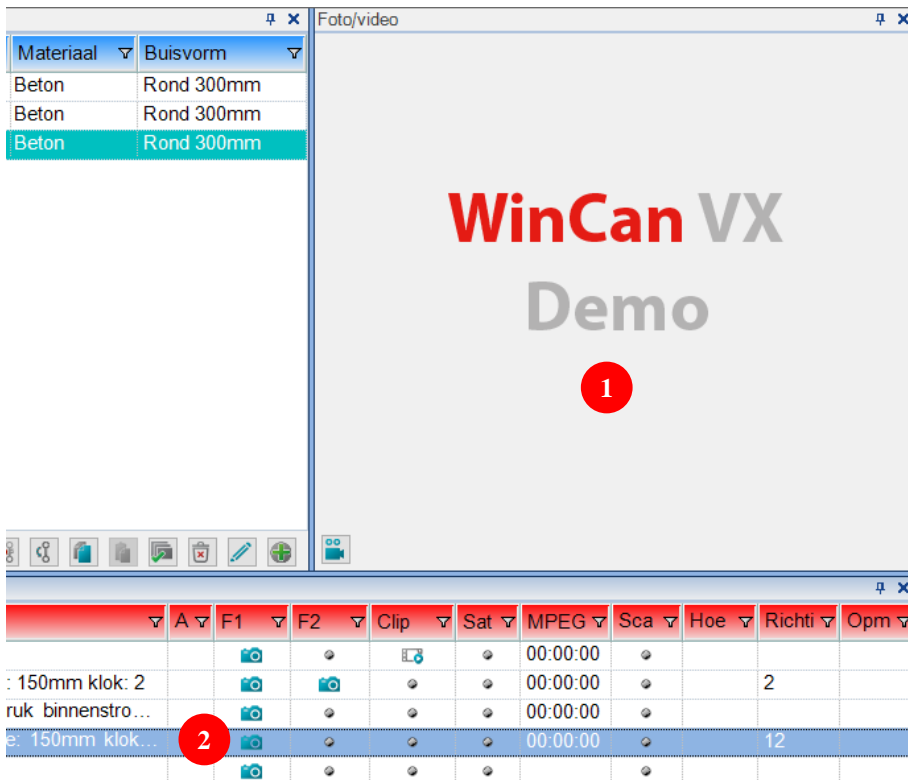 Foto/video
Materiaal Buisvorm
Beton Rond 300mm
Beton Rond 300mm
Beton Rond 300mm
WinCan VX
Demo
1
A F1 F2 Clip Sat MPEG Sca Hoe Richti Opm
00:00:00
: 150mm klok: 2 00:00:00 2
ruk binnenstro... 00:00:00
e: 150mm klok... 2 00:00:00 12